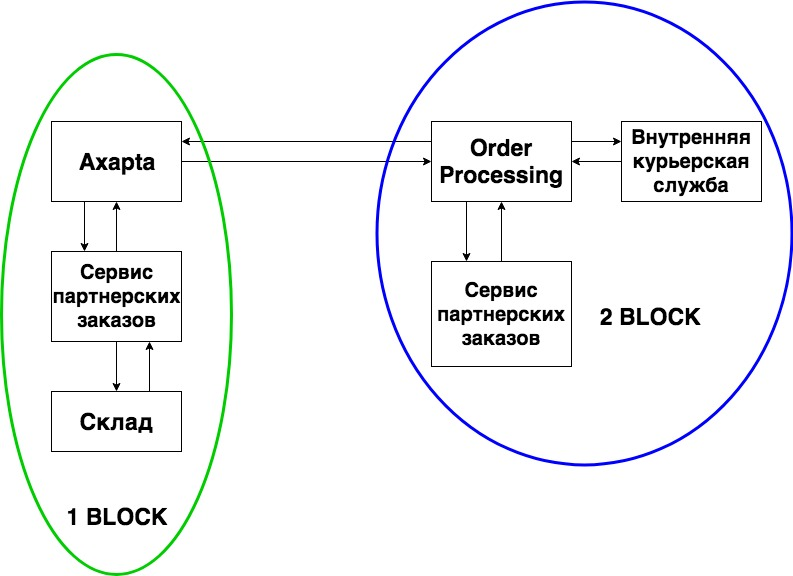 Axapta
Сервис
партнерских
заказов
Склад
1 BLOCK
Order
Processing
Внутренняя
курьерская
служба
Сервис
партнерских
заказов
2 BLOCK